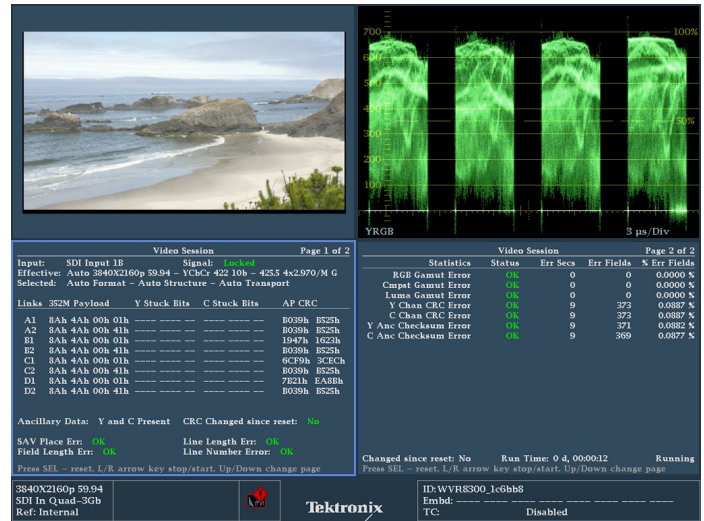 700
600
500
400
300
200
100
100%
50%
YRGB 3 µs/Div
Video Session Page 1 of 2
Input: SDI Input 1B Signal: Locked
Effective: Auto 3840X2160p 59.94 – YCbCr 422 10b – 425.5 4x2.970/M G
Selected: Auto Format – Auto Structure – Auto Transport
Links 352M Payload Y Stuck Bits C Stuck Bits AP CRC
A1 8Ah 4Ah 00h 01h ---- ---- -- ---- ---- -- B039h B525h
A2 8Ah 4Ah 00h 41h ---- ---- -- ---- ---- -- B039h B525h
B1 8Ah 4Ah 00h 01h ---- ---- -- ---- ---- -- 1947h 1623h
B2 8Ah 4Ah 00h 41h ---- ---- -- ---- ---- -- B039h B525h
C1 8Ah 4Ah 00h 01h ---- ---- -- ---- ---- -- 6CF9h 3CECh
C2 8Ah 4Ah 00h 41h ---- ---- -- ---- ---- -- B039h B525h
D1 8Ah 4Ah 00h 01h ---- ---- -- ---- ---- -- 7B21h EA8Bh
D2 8Ah 4Ah 00h 41h ---- ---- -- ---- ---- -- B039h B525h
Ancillary Data: Y and C Present CRC Changed since reset: No
SAV Place Err: OK Line Length Err: OK
Field Length Err: OK Line Number Error: OK
Press SEL – reset. L/R arrow key stop/start. Up/Down change page
Video Session Page 2 of 2
Statistics Status Err Secs Err Fields % Err Fields
RGB Gamut Error OK 0 0 0.0000 %
Cmpst Gamut Error OK 0 0 0.0000 %
Luma Gamut Error OK 0 0 0.0000 %
Y Chan CRC Error OK 9 373 0.0887 %
C Chan CRC Error OK 9 373 0.0887 %
Y Anc Checksum Error OK 9 371 0.0882 %
C Anc Checksum Error OK 9 369 0.0877 %
Changed since reset: No Run Time: 0 d, 00:00:12 Running
Press SEL – reset. L/R arrow key stop/start. Up/Down change page
3840X2160p 59.94
SDI In Quad–3Gb
Ref: Internal
Tektronix
ID: WVR8300_1c6bb8
Embd: ---- ---- ---- ---- ---- ---- ---- ----
TC: Disabled